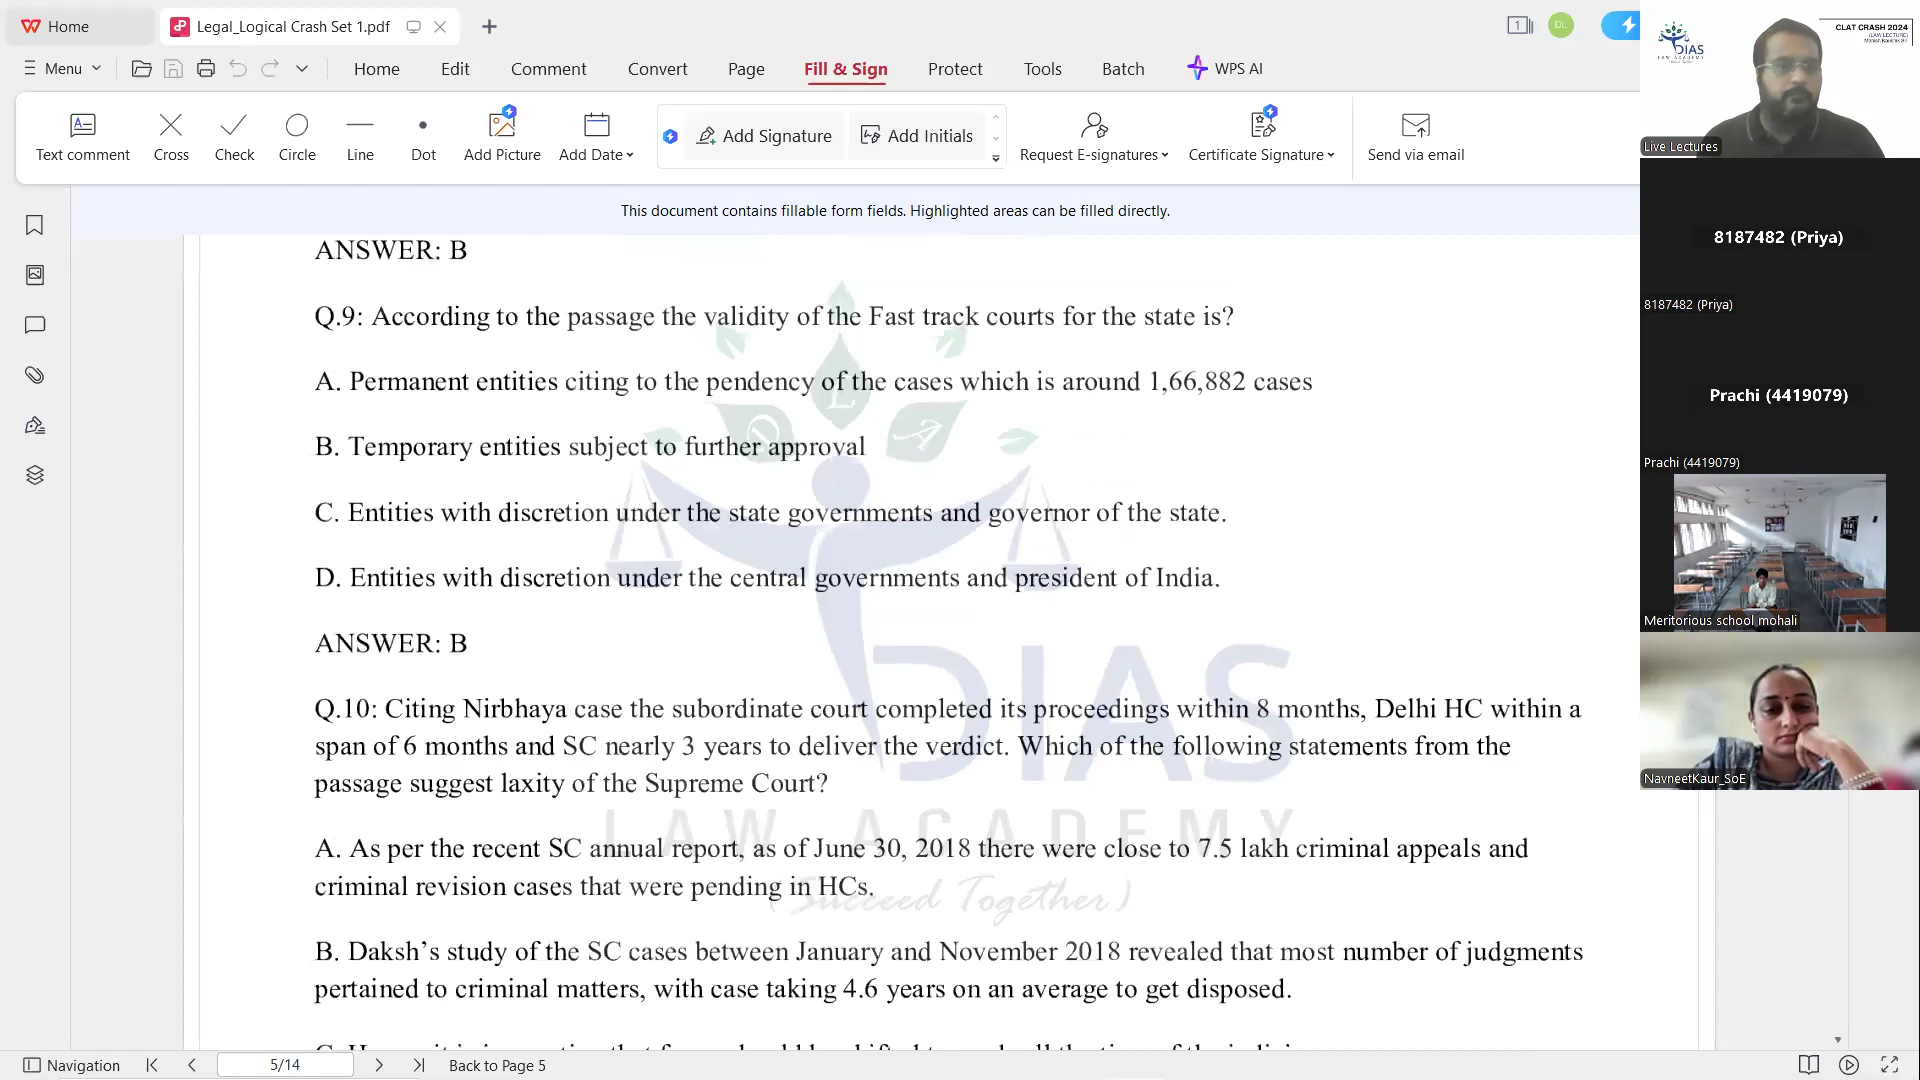 Home
Legal_Logical Crash Set 1.pdf
Menu
Home
Edit
Comment
Convert
Page
Fill & Sign
Protect
Tools
Batch
WPS AI
Text comment
Cross
Check
Circle
Line
Dot
Add Picture
Add Date
Add Signature
Add Initials
Request E-signatures
Certificate Signature
Send via email
This document contains fillable form fields. Highlighted areas can be filled directly.
ANSWER: B
Q.9: According to the passage the validity of the Fast track courts for the state is?
A. Permanent entities citing to the pendency of the cases which is around 1,66,882 cases
B. Temporary entities subject to further approval
C. Entities with discretion under the state governments and governor of the state.
D. Entities with discretion under the central governments and president of India.
ANSWER: B
Q.10: Citing Nirbhaya case the subordinate court completed its proceedings within 8 months, Delhi HC within a
span of 6 months and SC nearly 3 years to deliver the verdict. Which of the following statements from the
passage suggest laxity of the Supreme Court?
A. As per the recent SC annual report, as of June 30, 2018 there were close to 7.5 lakh criminal appeals and
criminal revision cases that were pending in HCs.
B. Daksh’s study of the SC cases between January and November 2018 revealed that most number of judgments
pertained to criminal matters, with case taking 4.6 years on an average to get disposed.
D L A
DIAS
LAW ACADEMY
(Succeed Together)
Navigation
5/14
Back to Page 5
1
DL
DIAS
LAW ACADEMY
CLAT CRASH 2024
(LAW LECTURE)
Live Lectures
8187482 (Priya)
8187482 (Priya)
Prachi (4419079)
Prachi (4419079)
Meritorious school mohali
NavneetKaur_SoE